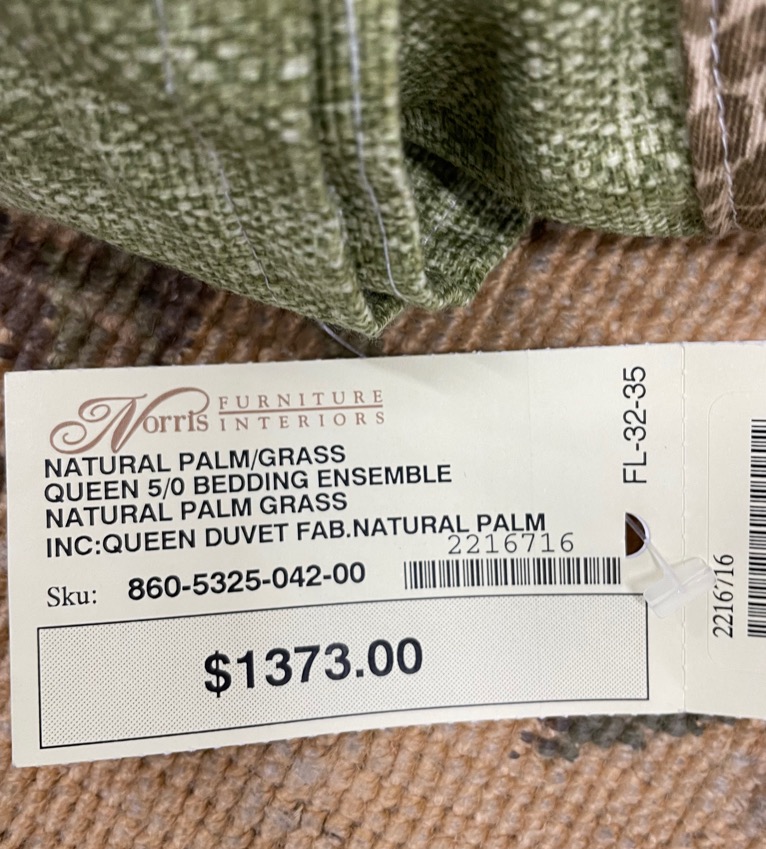 Norris FURNITURE
INTERIORS
NATURAL PALM/GRASS
QUEEN 5/0 BEDDING ENSEMBLE
NATURAL PALM GRASS
INC:QUEEN DUVET FAB.NATURAL PALM
2216716
Sku: 860-5325-042-00
$1373.00
FL-32-35
2216716